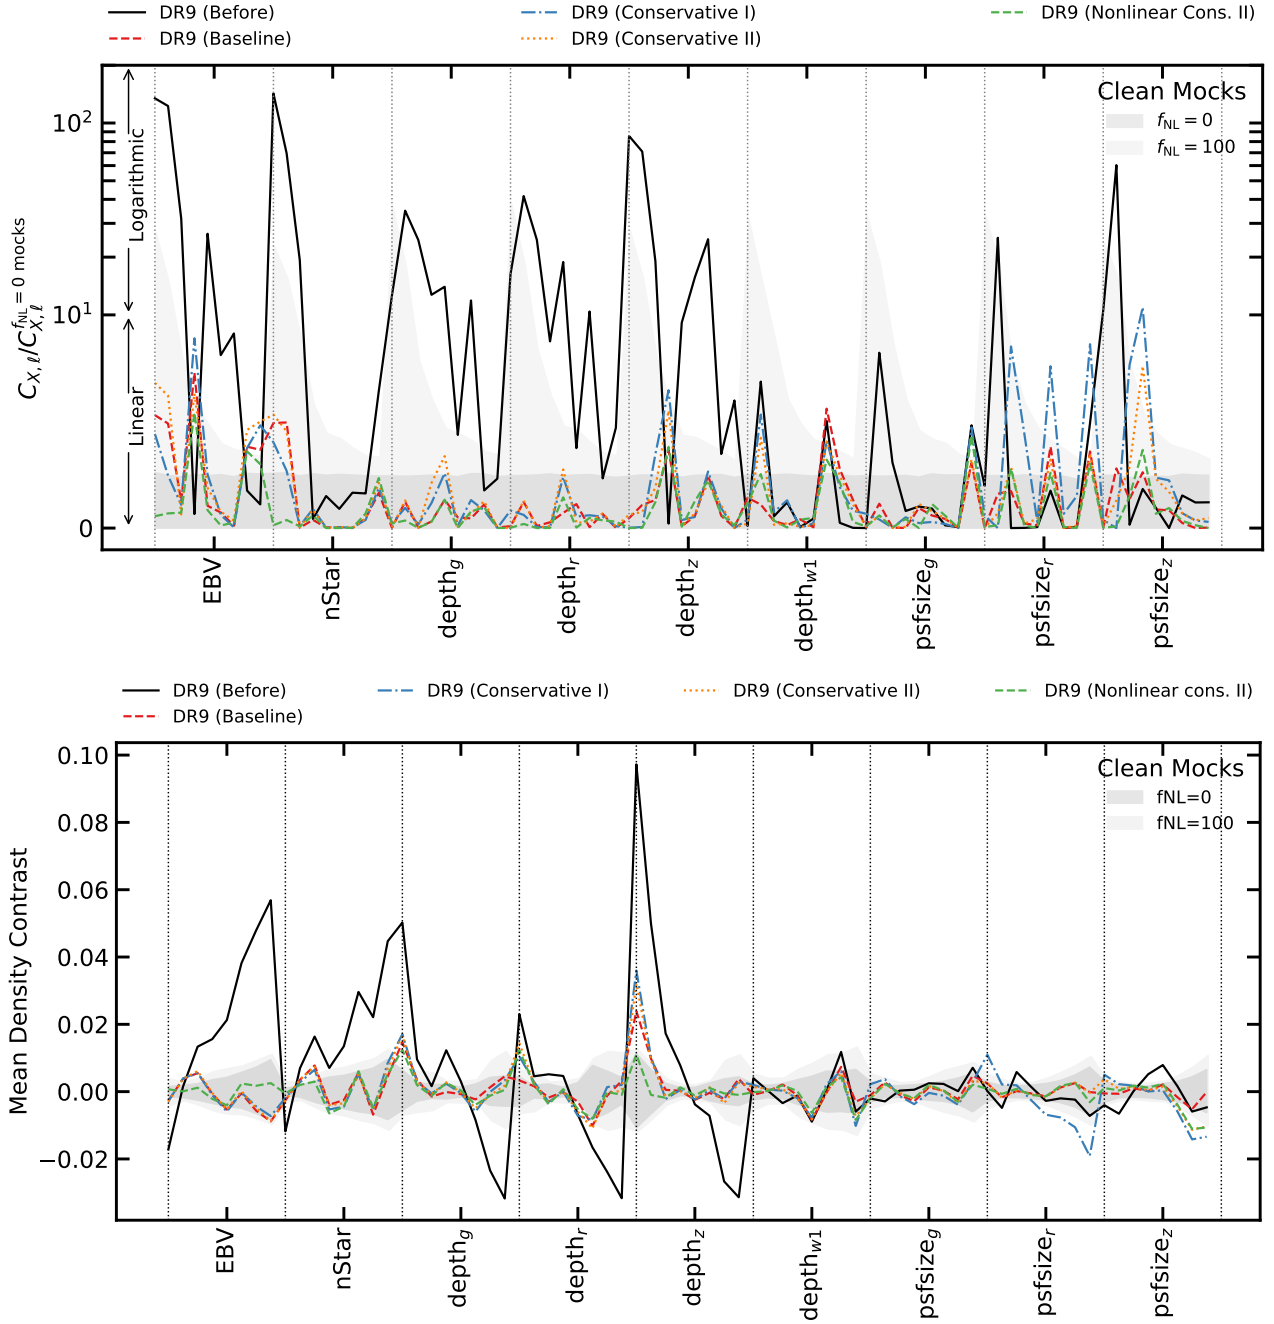 DR9 (Before)
DR9 (Baseline)
DR9 (Conservative I)
DR9 (Conservative II)
DR9 (Nonlinear Cons. II)
Clean Mocks
f_NL = 0
f_NL = 100
C_X,ℓ/C_X,ℓ^f_NL = 0 mocks
10²
10¹
0
Logarithmic
Linear
EBV
nStar
depth_g
depth_r
depth_z
depth_w1
psfsize_g
psfsize_r
psfsize_z
DR9 (Before)
DR9 (Baseline)
DR9 (Conservative I)
DR9 (Conservative II)
DR9 (Nonlinear cons. II)
Clean Mocks
fNL=0
fNL=100
Mean Density Contrast
0.10
0.08
0.06
0.04
0.02
0.00
−0.02
EBV
nStar
depth_g
depth_r
depth_z
depth_w1
psfsize_g
psfsize_r
psfsize_z